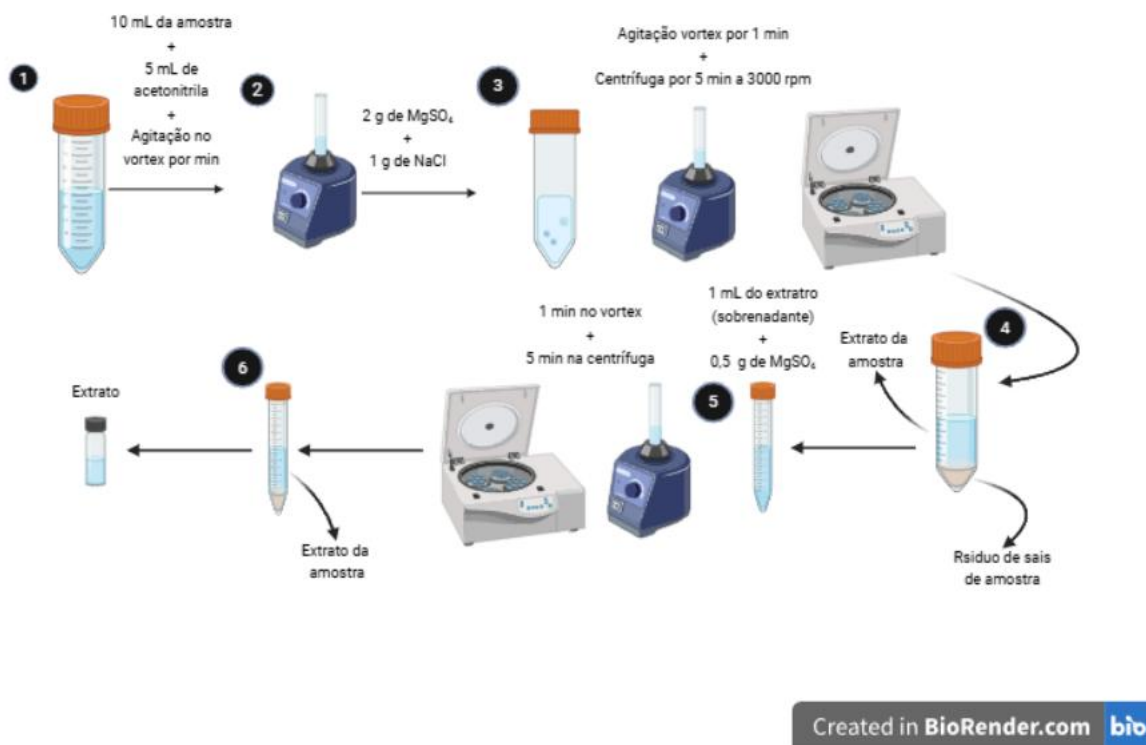 1
10 mL da amostra
+
5 mL de
acetonitrila
+
Agitação no
vortex por min
2
2 g de MgSO₄
+
1 g de NaCl
3
Agitação vortex por 1 min
+
Centrífuga por 5 min a 3000 rpm
4
Extrato da
amostra
Rsiduo de sais
de amostra
5
1 mL do extratro
(sobrenadante)
+
0,5 g de MgSO₄
1 min no vortex
+
5 min na centrífuga
6
Extrato da
amostra
Extrato
Created in BioRender.com bio